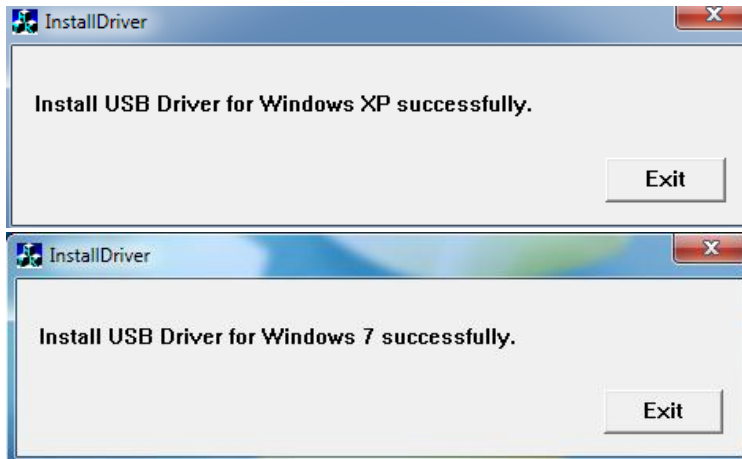 InstallDriver
Install USB Driver for Windows XP successfully.
Exit
InstallDriver
Install USB Driver for Windows 7 successfully.
Exit